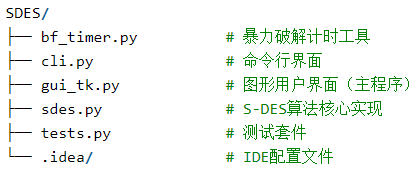 SDES/
├── bf_timer.py # 暴力破解计时工具
├── cli.py # 命令行界面
├── gui_tk.py # 图形用户界面（主程序）
├── sdes.py # S-DES算法核心实现
├── tests.py # 测试套件
└── .idea/ # IDE配置文件